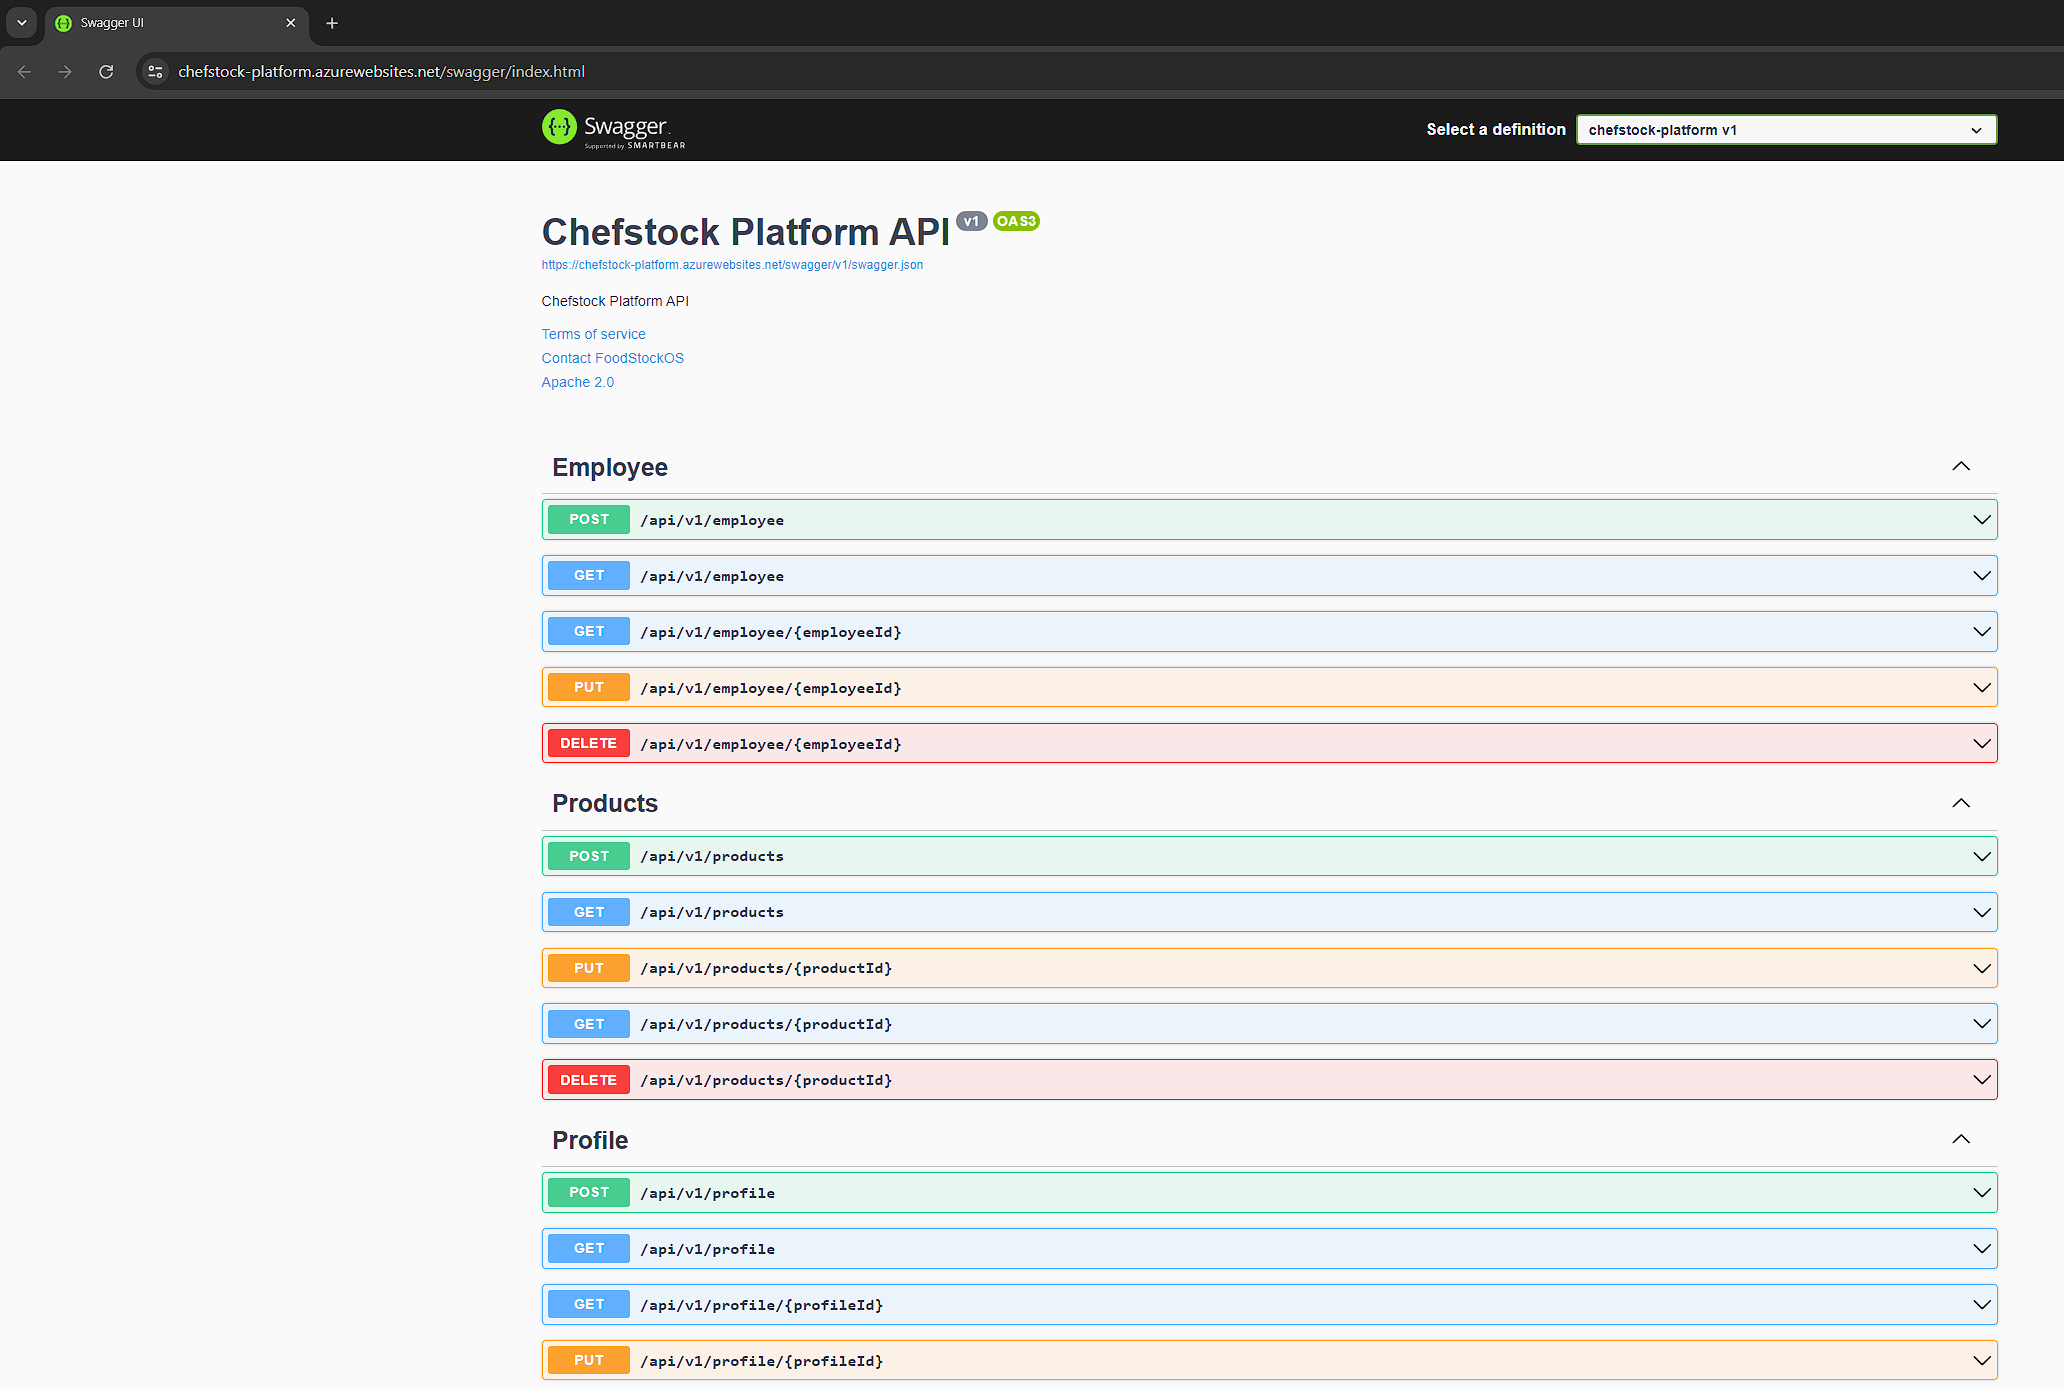 Swagger UI
chefstock-platform.azurewebsites.net/swagger/index.html
Swagger
Supported by SMARTBEAR
Select a definition
chefstock-platform v1
Chefstock Platform API v1 OAS3
https://chefstock-platform.azurewebsites.net/swagger/v1/swagger.json
Chefstock Platform API
Terms of service
Contact FoodStockOS
Apache 2.0
Employee
POST /api/v1/employee
GET /api/v1/employee
GET /api/v1/employee/{employeeId}
PUT /api/v1/employee/{employeeId}
DELETE /api/v1/employee/{employeeId}
Products
POST /api/v1/products
GET /api/v1/products
PUT /api/v1/products/{productId}
GET /api/v1/products/{productId}
DELETE /api/v1/products/{productId}
Profile
POST /api/v1/profile
GET /api/v1/profile
GET /api/v1/profile/{profileId}
PUT /api/v1/profile/{profileId}